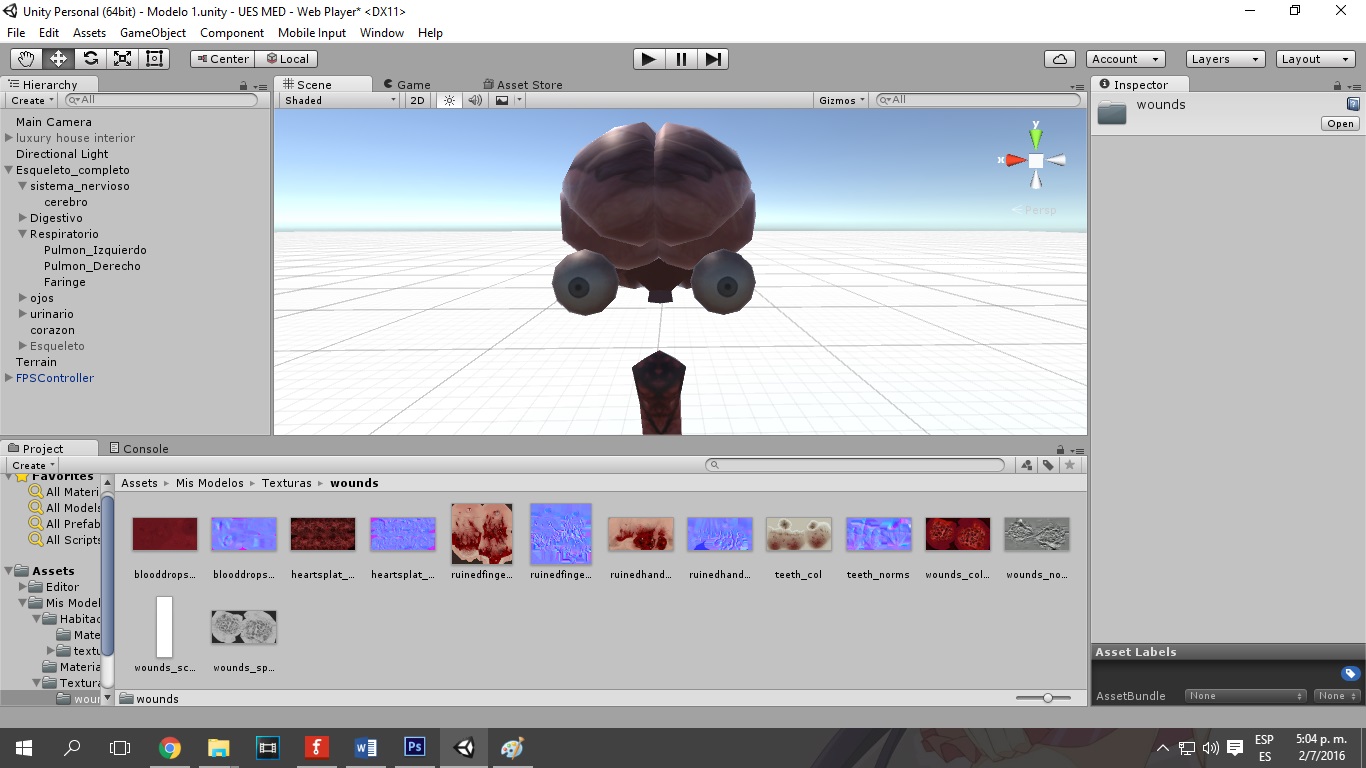 Unity Personal (64bit) - Modelo 1.unity - UES MED - Web Player* <DX11>
File Edit Assets GameObject Component Mobile Input Window Help
Center Local Account Layers Layout
Hierarchy
Create All
Main Camera
luxury house interior
Directional Light
Esqueleto_completo
sistema_nervioso
cerebro
Digestivo
Respiratorio
Pulmon_Izquierdo
Pulmon_Derecho
Faringe
ojos
urinario
corazon
Esqueleto
Terrain
FPSController
Scene Game Asset Store
Shaded 2D Gizmos All
y
x
Persp
Inspector
wounds
Open
Project Console
Create
Favorites
All Materi
All Models
All Prefab
All Scripts
Assets
Editor
Mis Model
Habitac
Mate
textu
Materia
Textura
wour
Assets Mis Modelos Texturas wounds
blooddrops... blooddrops... heartsplat_... heartsplat_... ruinedfinge... ruinedfinge... ruinedhand... ruinedhand... teeth_col teeth_norms wounds_col... wounds_no...
wounds_sc... wounds_sp...
wounds
Asset Labels
AssetBundle None None
ESP
ES
5:04 p. m.
2/7/2016